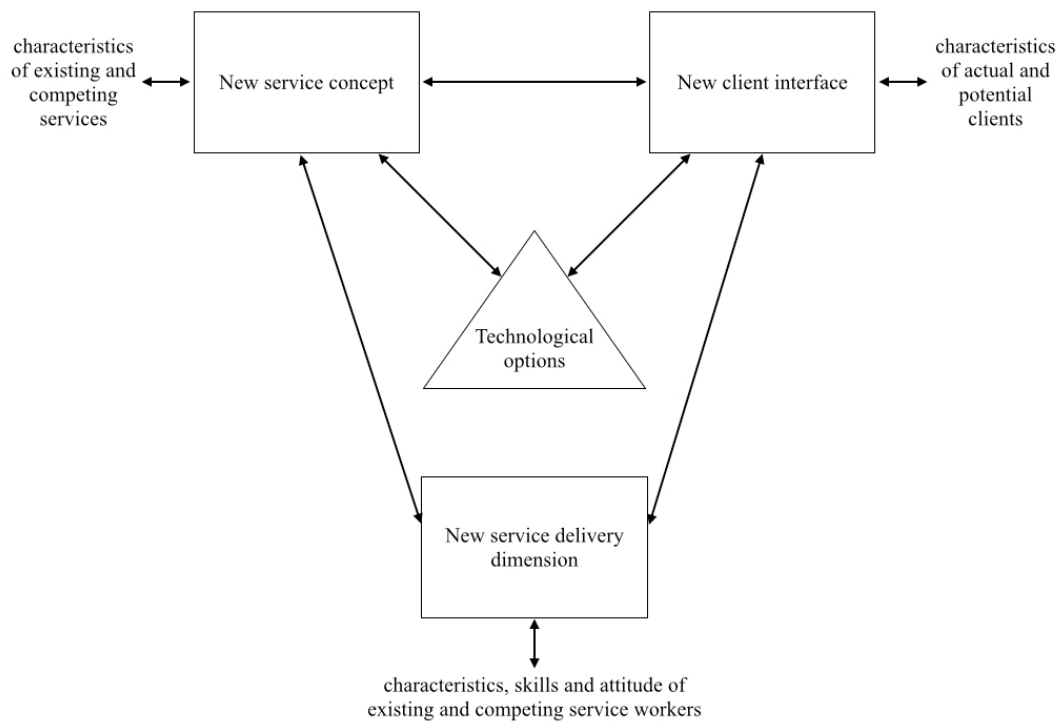 characteristics
of existing and
competing
services
New service concept
New client interface
characteristics
of actual and
potential
clients
Technological
options
New service delivery
dimension
characteristics, skills and attitude of
existing and competing service workers